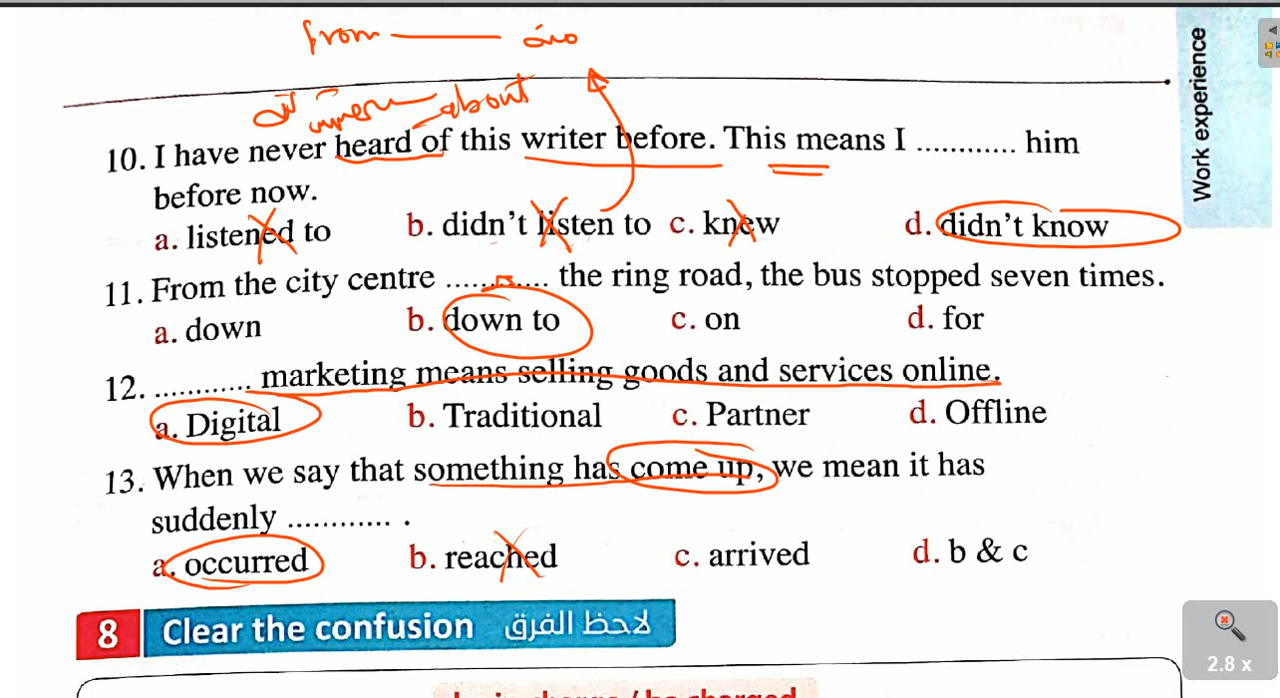 from —— منذ
about
10. I have never heard of this writer before. This means I ............ him
before now.
a. listened to b. didn't listen to c. knew d. didn't know
11. From the city centre ............ the ring road, the bus stopped seven times.
a. down b. down to c. on d. for
12. ............ marketing means selling goods and services online.
a. Digital b. Traditional c. Partner d. Offline
13. When we say that something has come up, we mean it has
suddenly ............ .
a. occurred b. reached c. arrived d. b & c
8 Clear the confusion لاحظ الفرق
Work experience
2.8 x